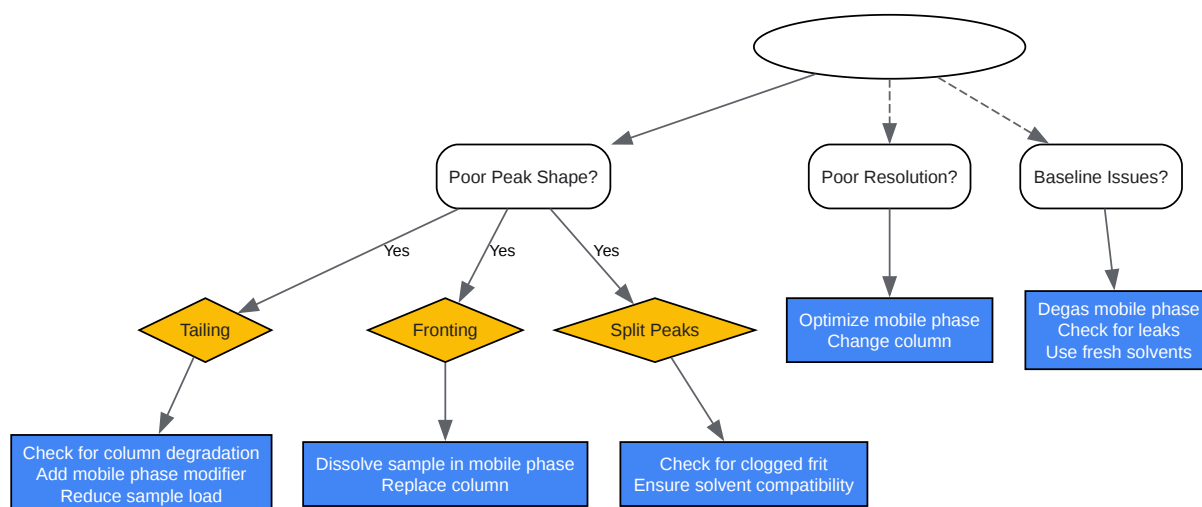 Poor Peak Shape?
Poor Resolution?
Baseline Issues?
Yes
Yes
Yes
Tailing
Fronting
Split Peaks
Optimize mobile phase
Change column
Degas mobile phase
Check for leaks
Use fresh solvents
Check for column degradation
Add mobile phase modifier
Reduce sample load
Dissolve sample in mobile phase
Replace column
Check for clogged frit
Ensure solvent compatibility